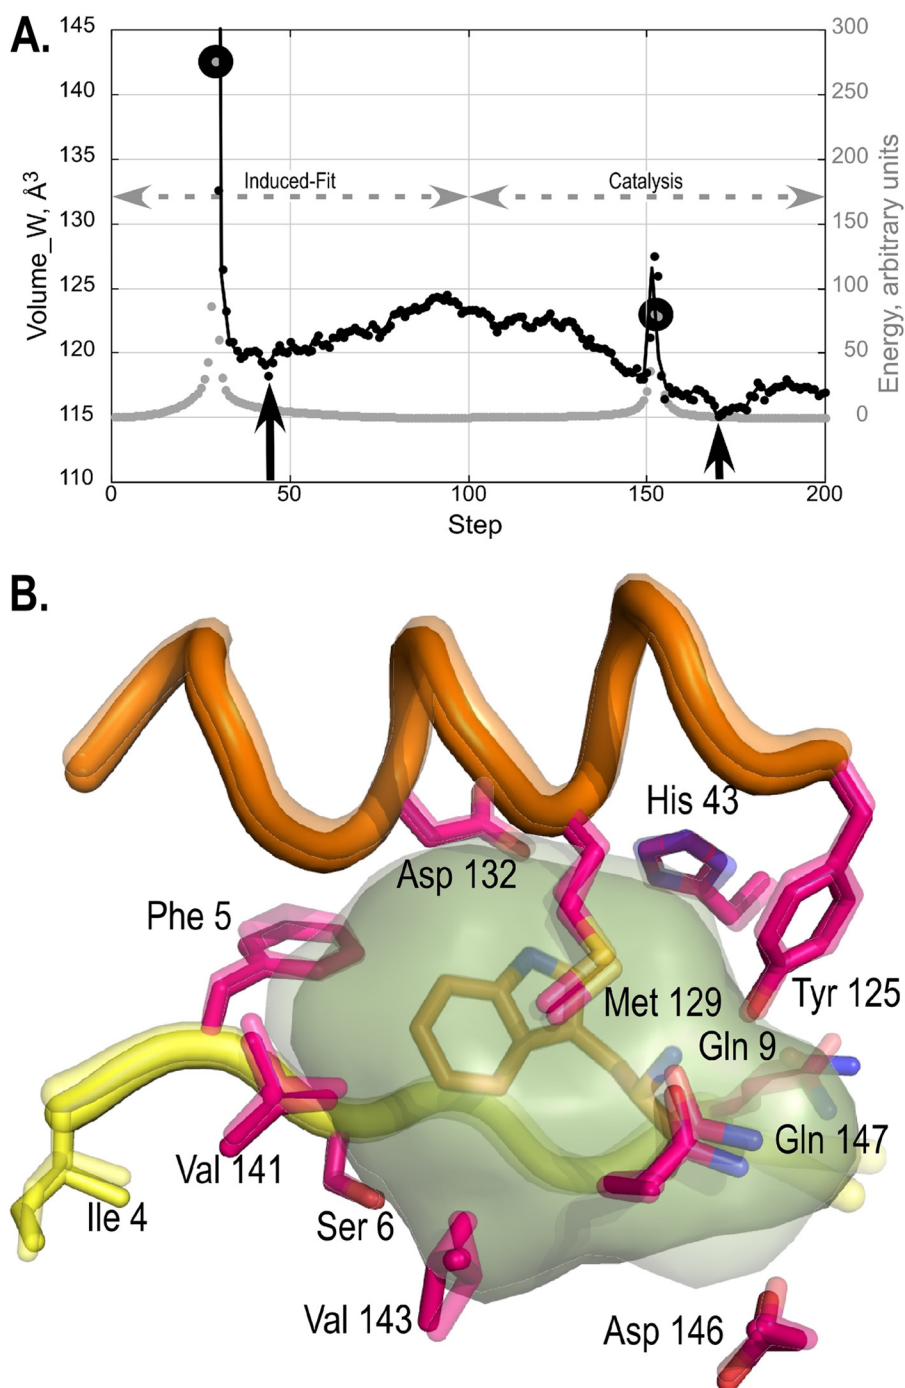 A.
145 300
140 250
135 200
Induced-Fit Catalysis
130 150
125 100
120 50
115 0
110
0 50 100 150 200
Step
Volume_W, Å3
Energy, arbitrary units
B.
His 43
Asp 132
Phe 5
Met 129
Tyr 125
Gln 9
Gln 147
Val 141
Ile 4
Ser 6
Val 143
Asp 146